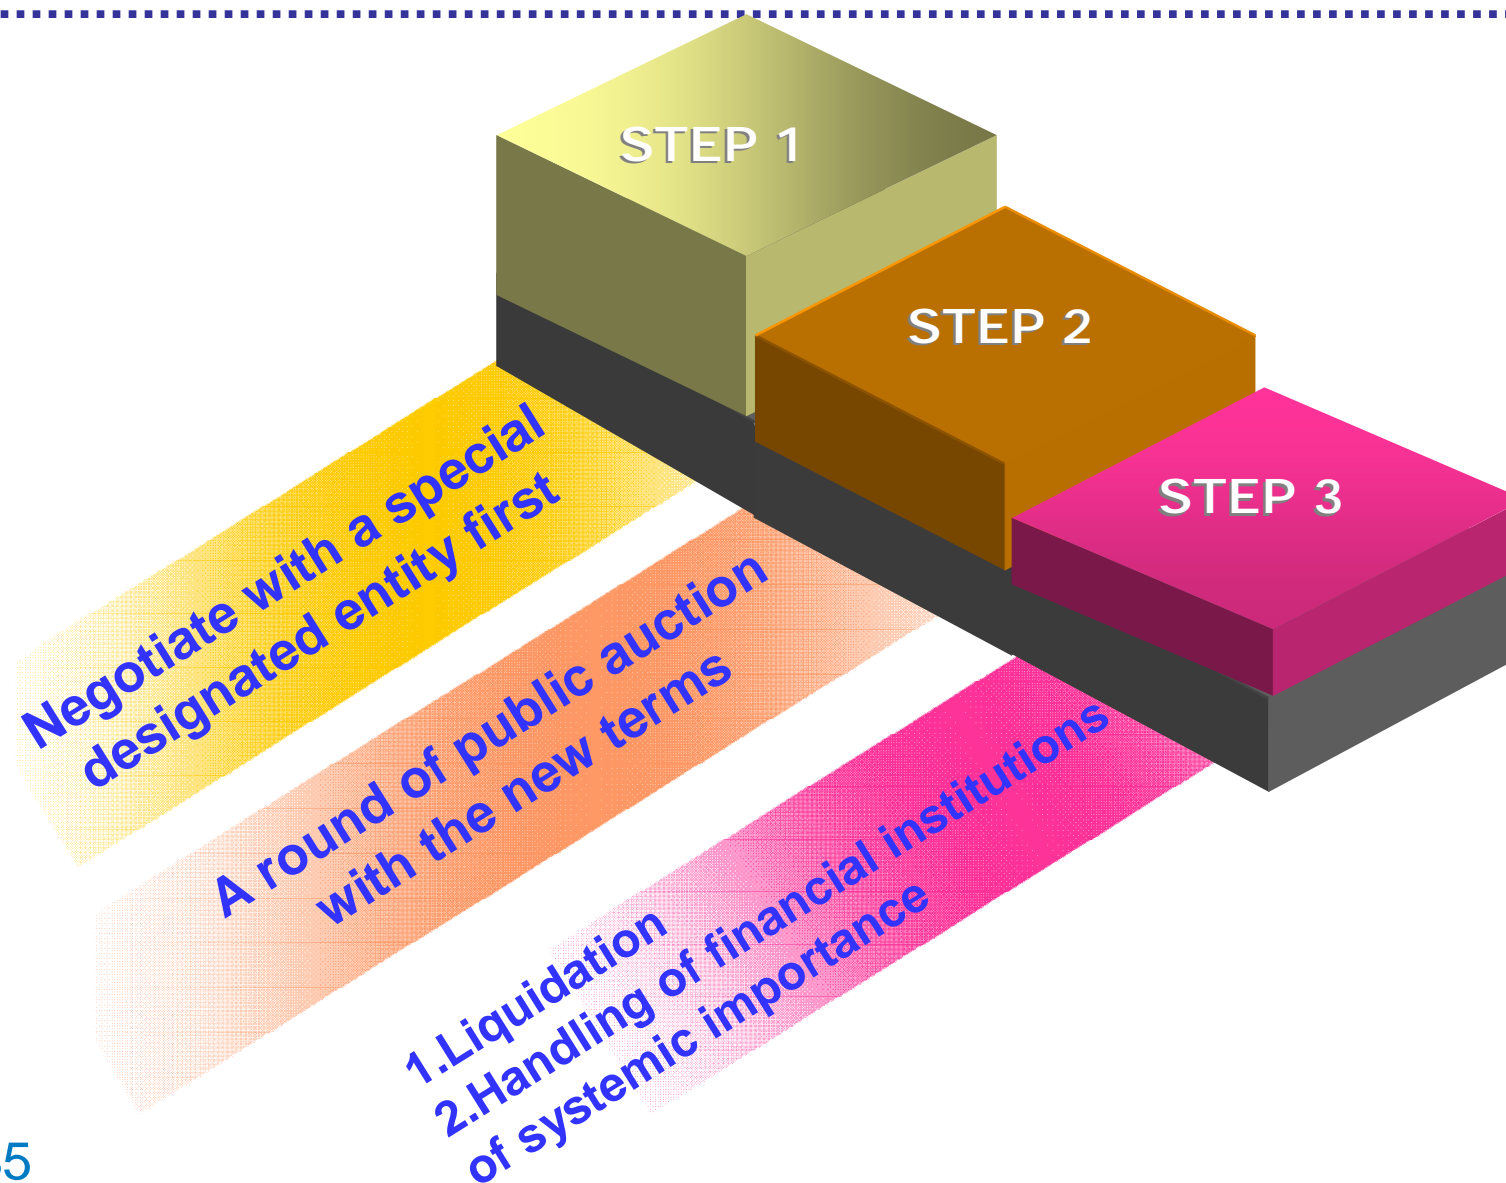 STEP 1
STEP 2
STEP 3
Negotiate with a special
designated entity first
A round of public auction
with the new terms
1.Liquidation
2.Handling of financial institutions
of systemic importance
5